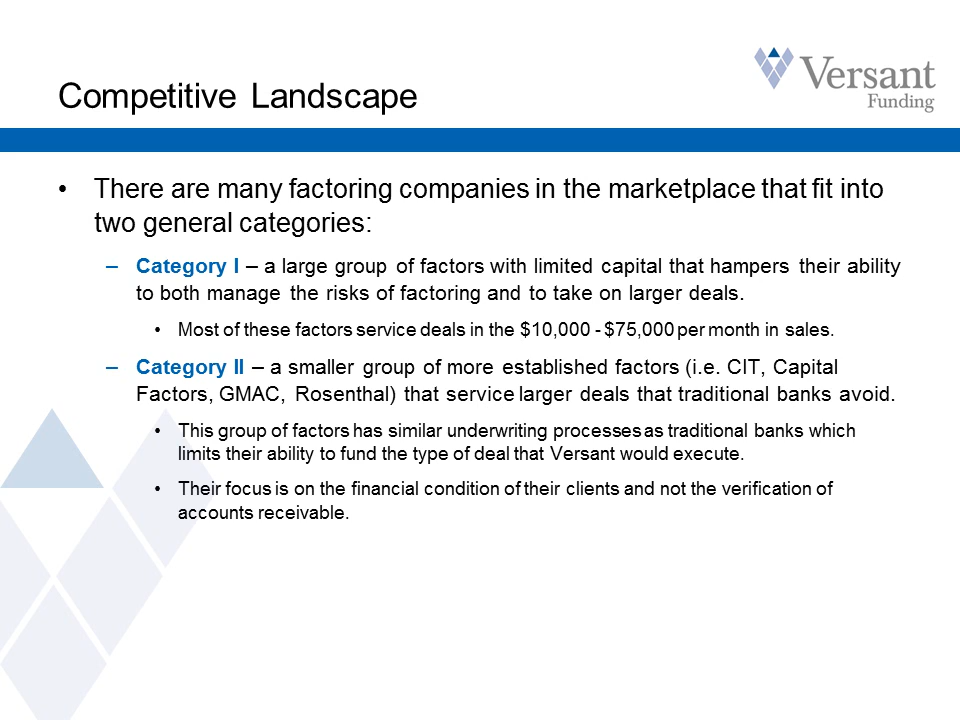 Versant
Funding
Competitive Landscape
• There are many factoring companies in the marketplace that fit into
two general categories:
– Category I – a large group of factors with limited capital that hampers their ability
to both manage the risks of factoring and to take on larger deals.
• Most of these factors service deals in the $10,000 - $75,000 per month in sales.
– Category II – a smaller group of more established factors (i.e. CIT, Capital
Factors, GMAC, Rosenthal) that service larger deals that traditional banks avoid.
• This group of factors has similar underwriting processes as traditional banks which
limits their ability to fund the type of deal that Versant would execute.
• Their focus is on the financial condition of their clients and not the verification of
accounts receivable.